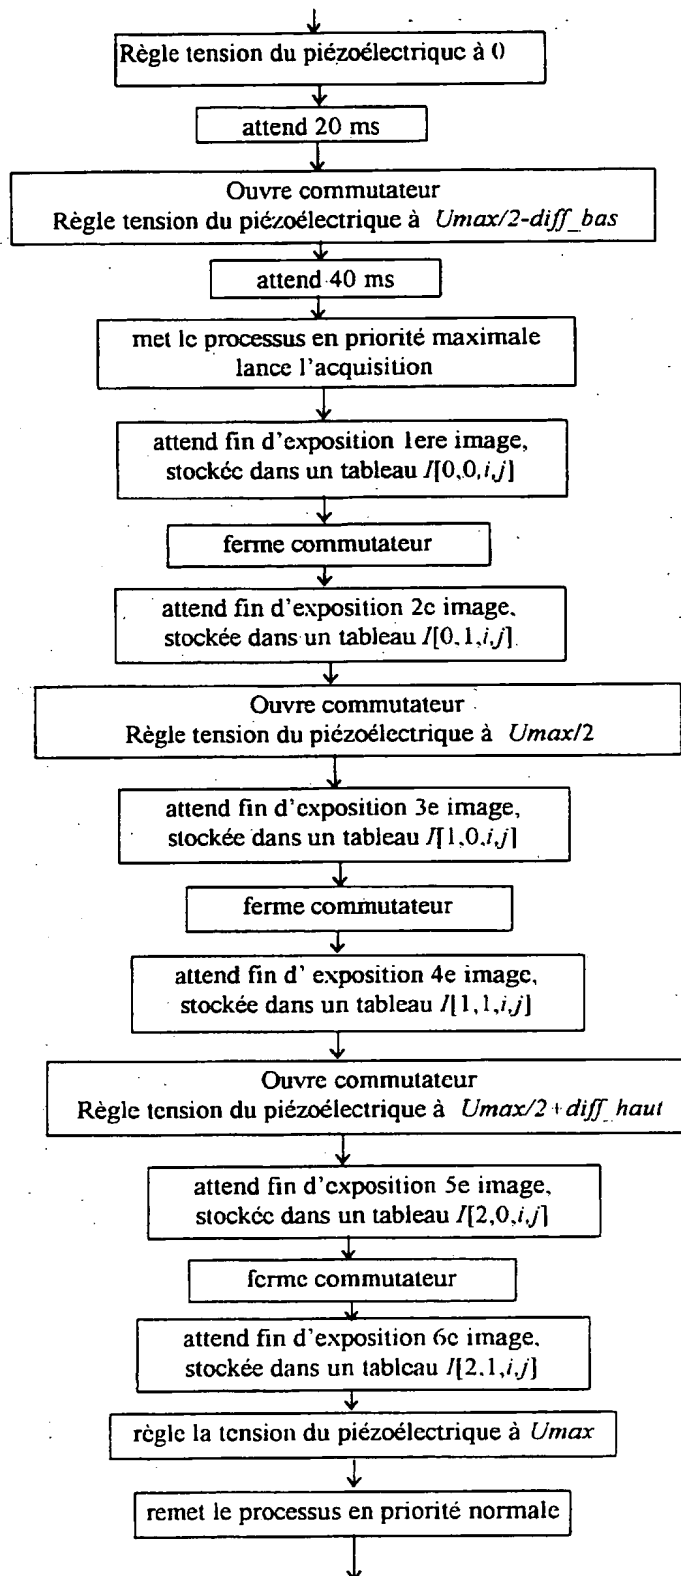 Règle tension du piézoélectrique à 0
attend 20 ms
Ouvre commutateur
Règle tension du piézoélectrique à Umax/2-diff_bas
attend 40 ms
met le processus en priorité maximale
lance l'acquisition
attend fin d'exposition 1ere image,
stockée dans un tableau I[0,0,i,j]
ferme commutateur
attend fin d'exposition 2e image,
stockée dans un tableau I[0,1,i,j]
Ouvre commutateur
Règle tension du piézoélectrique à Umax/2
attend fin d'exposition 3e image,
stockée dans un tableau I[1,0,i,j]
ferme commutateur
attend fin d' exposition 4e image,
stockée dans un tableau I[1,1,i,j]
Ouvre commutateur
Règle tension du piézoélectrique à Umax/2+diff_haut
attend fin d'exposition 5e image,
stockée dans un tableau I[2,0,i,j]
ferme commutateur
attend fin d'exposition 6e image,
stockée dans un tableau I[2,1,i,j]
règle la tension du piézoélectrique à Umax
remet le processus en priorité normale